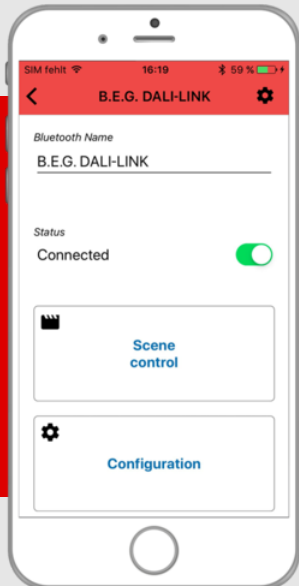 SIM fehlt 16:19 59 %
B.E.G. DALI-LINK
Bluetooth Name
B.E.G. DALI-LINK
Status
Connected
Scene
control
Configuration